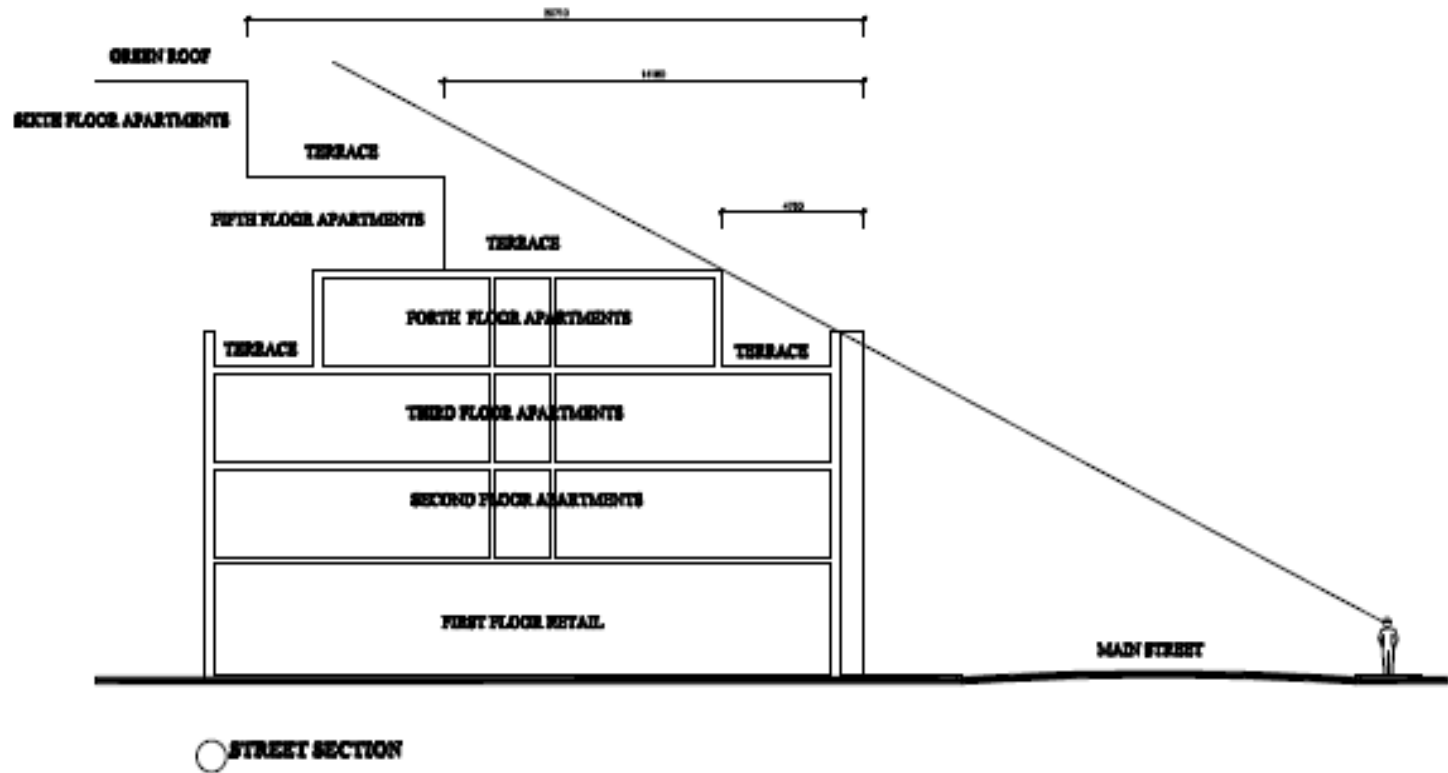 GREEN ROOF
SIXTH FLOOR APARTMENTS
TERRACE
FIFTH FLOOR APARTMENTS
TERRACE
FORTH FLOOR APARTMENTS
TERRACE
TERRACE
THIRD FLOOR APARTMENTS
SECOND FLOOR APARTMENTS
FIRST FLOOR RETAIL
MAIN STREET
STREET SECTION